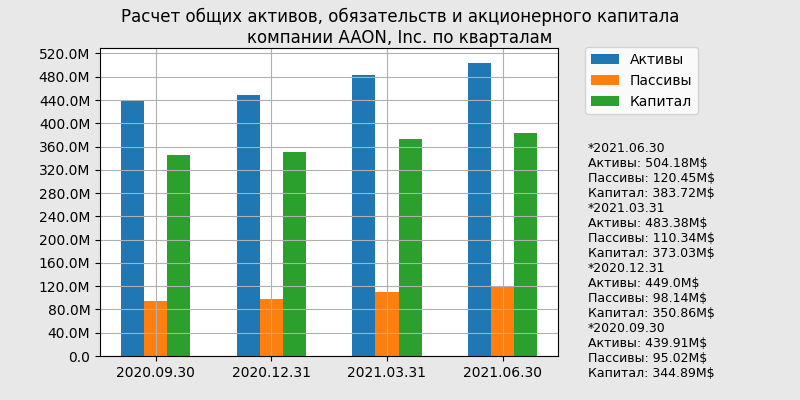 Расчет общих активов, обязательств и акционерного капитала
компании AAON, Inc. по кварталам
520.0M
480.0M
440.0M
400.0M
360.0M
320.0M
280.0M
240.0M
200.0M
160.0M
120.0M
80.0M
40.0M
0.0
2020.09.30
2020.12.31
2021.03.31
2021.06.30
Активы
Пассивы
Капитал
*2021.06.30
Активы: 504.18M$
Пассивы: 120.45M$
Капитал: 383.72M$
*2021.03.31
Активы: 483.38M$
Пассивы: 110.34M$
Капитал: 373.03M$
*2020.12.31
Активы: 449.0M$
Пассивы: 98.14M$
Капитал: 350.86M$
*2020.09.30
Активы: 439.91M$
Пассивы: 95.02M$
Капитал: 344.89M$